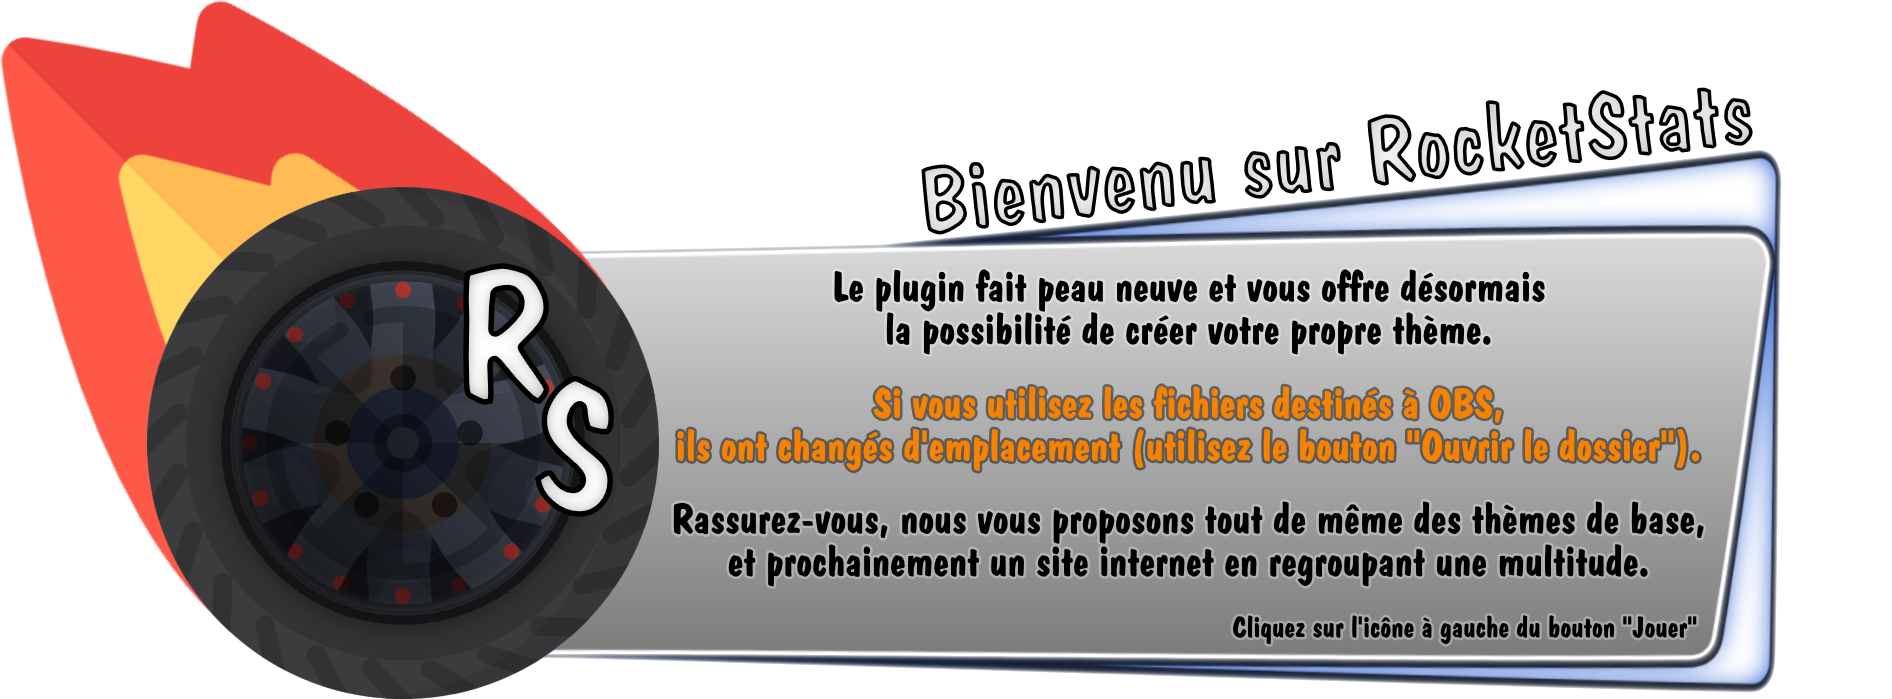 Bienvenu sur RocketStats
RS
Le plugin fait peau neuve et vous offre désormais
la possibilité de créer votre propre thème.
Si vous utilisez les fichiers destinés à OBS,
ils ont changés d'emplacement (utilisez le bouton "Ouvrir le dossier").
Rassurez-vous, nous vous proposons tout de même des thèmes de base,
et prochainement un site internet en regroupant une multitude.
Cliquez sur l'icône à gauche du bouton "Jouer"